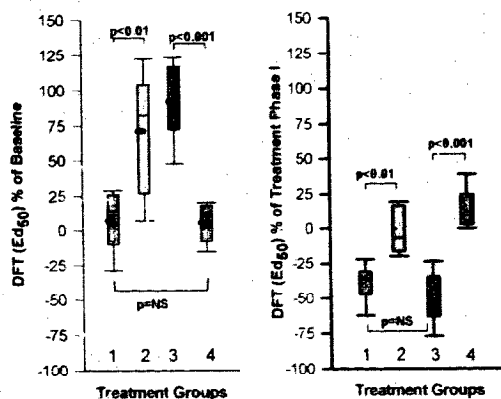 p<0.01
p<0.001
150
125
100
75
50
25
0
-25
-50
-75
-100
DFT (Ed50) % of Baseline
p=NS
1 2 3 4
Treatment Groups
150
125
100
75
50
25
0
-25
-50
-75
-100
DFT (Ed50) % of Treatment Phase I
p<0.01
p<0.001
p=NS
1 2 3 4
Treatment Groups